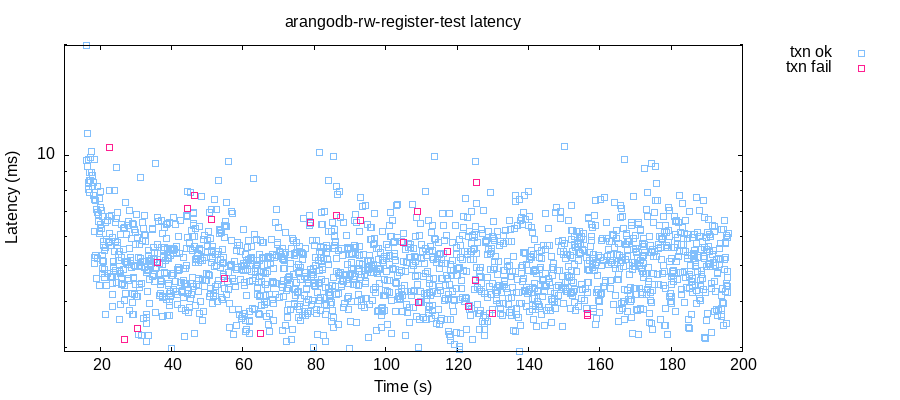 arangodb-rw-register-test latency
txn ok
txn fail
10
Latency (ms)
20 40 60 80 100 120 140 160 180 200
Time (s)